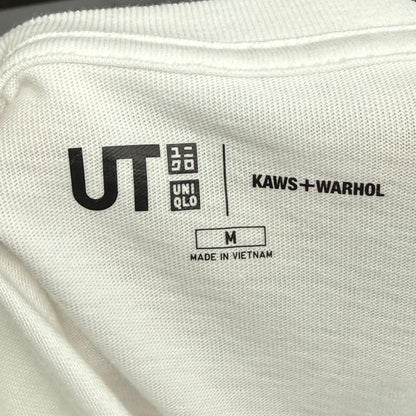 UT
ユニ
クロ
UNI
QLO
KAWS+WARHOL
M
MADE IN VIETNAM